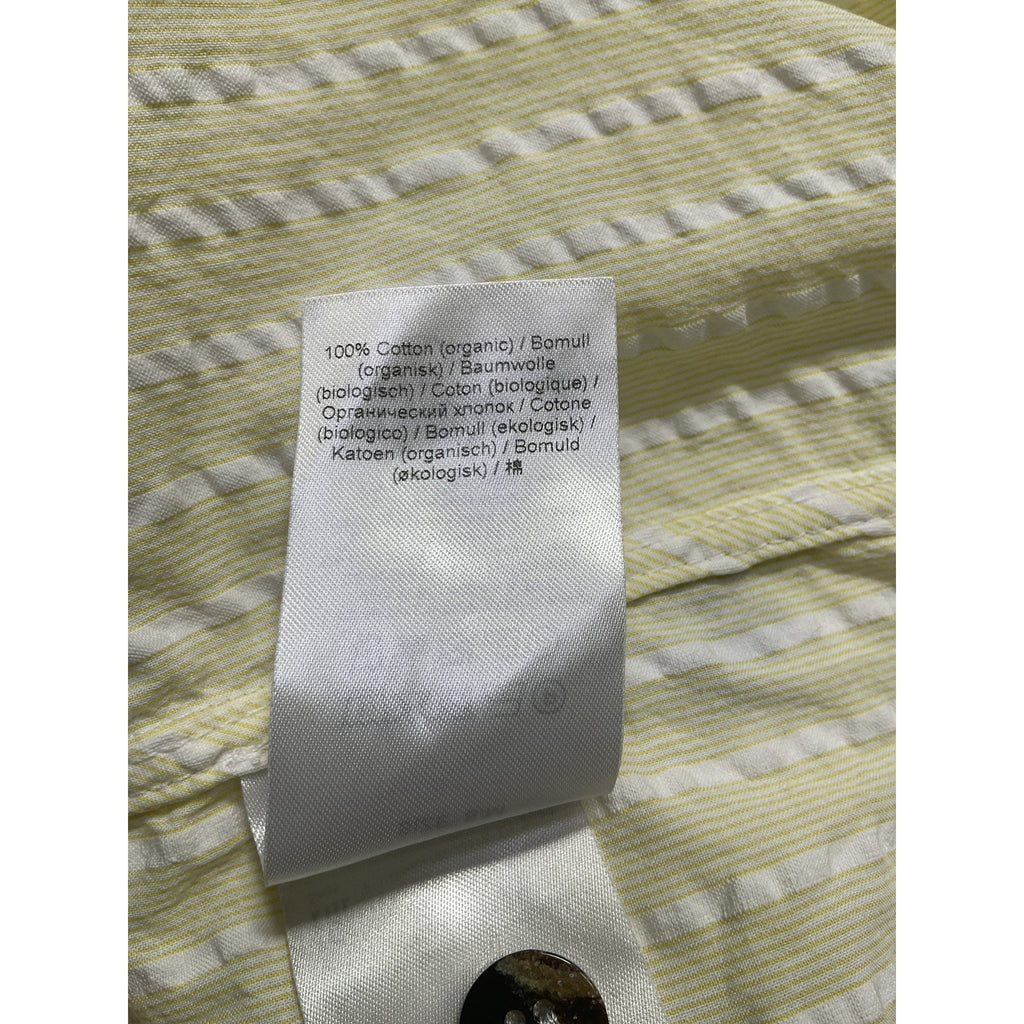 100% Cotton (organic) / Bomull
(organisk) / Baumwolle
(biologisch) / Coton (biologique) /
Органический хлопок / Cotone
(biologico) / Bomull (ekologisk) /
Katoen (organisch) / Bomuld
(økologisk) / 棉